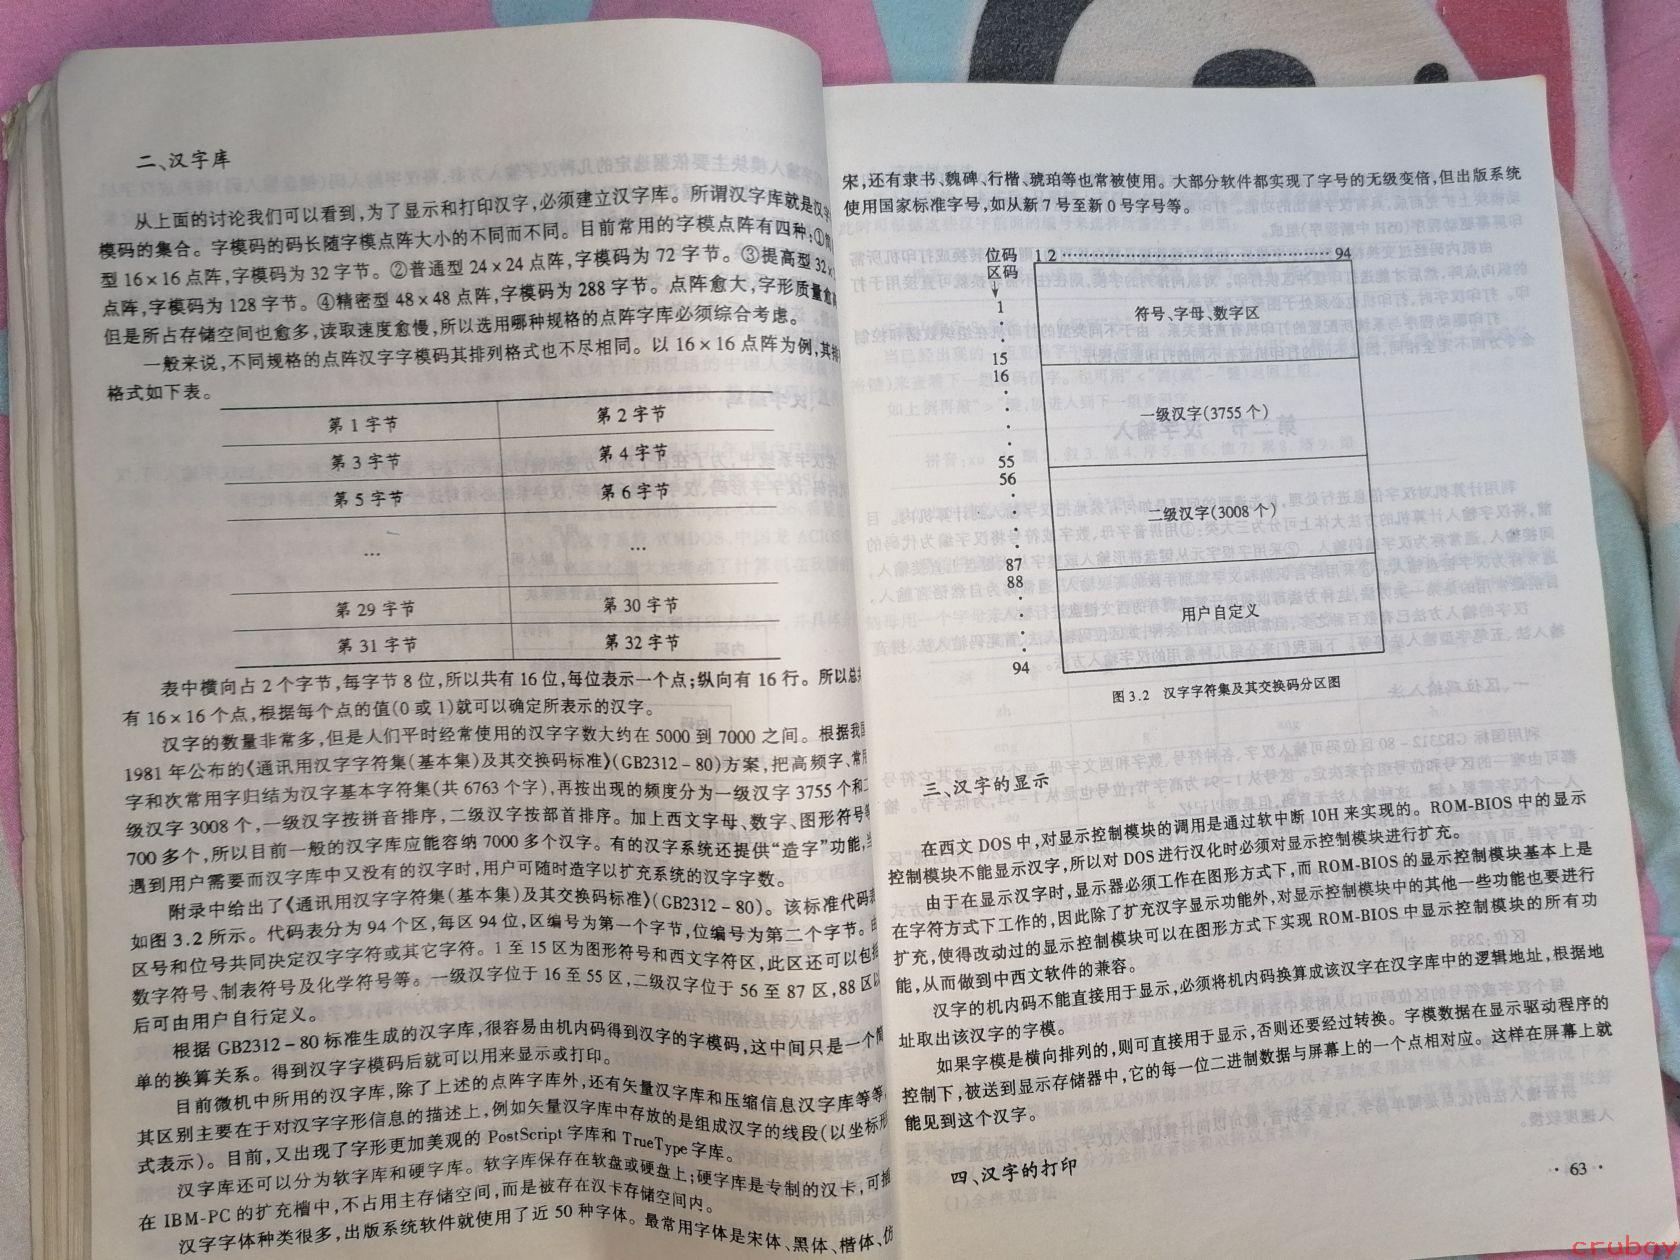 二、汉字库
从上面的讨论我们可以看到,为了显示和打印汉字,必须建立汉字库。所谓汉字库就是汉字
模码的集合。字模码的码长随字模点阵大小的不同而不同。目前常用的字模点阵有四种:①
型16×16点阵,字模码为32字节。②普通型24×24点阵,字模码为72字节。③提高型32×
点阵,字模码为128字节。④精密型48×48点阵,字模码为288字节。点阵愈大,字形质量愈
但是所占存储空间也愈多,读取速度愈慢,所以选用哪种规格的点阵字库必须综合考虑。
一般来说,不同规格的点阵汉字字模码其排列格式也不尽相同。以16×16点阵为例,其排
格式如下表。
第1字节 第2字节
第3字节 第4字节
第5字节 第6字节
… …
第29字节 第30字节
第31字节 第32字节
表中横向占2个字节,每字节8位,所以共有16位,每位表示一个点;纵向有16行。所以总
有16×16个点,根据每个点的值(0或1)就可以确定所表示的汉字。
汉字的数量非常多,但是人们平时经常使用的汉字字数大约在5000到7000之间。根据我国
1981年公布的《通讯用汉字字符集(基本集)及其交换码标准》(GB2312-80)方案,把高频字、常用
字和次常用字归结为汉字基本字符集(共6763个字),再按出现的频度分为一级汉字3755个和二
级汉字3008个,一级汉字按拼音排序,二级汉字按部首排序。加上西文字母、数字、图形符号等
700多个,所以目前一般的汉字库应能容纳7000多个汉字。有的汉字系统还提供“造字”功能,当
遇到用户需要而汉字库中又没有的汉字时,用户可随时造字以扩充系统的汉字字数。
附录中给出了《通讯用汉字字符集(基本集)及其交换码标准》(GB2312-80)。该标准代码表
如图3.2所示。代码表分为94个区,每区94位,区编号为第一个字节,位编号为第二个字节。由
区号和位号共同决定汉字字符或其它字符。1至15区为图形符号和西文字符区,此区还可以包括
数字符号、制表符号及化学符号等。一级汉字位于16至55区,二级汉字位于56至87区,88区以
后可由用户自行定义。
根据GB2312-80标准生成的汉字库,很容易由机内码得到汉字的字模码,这中间只是一个简
单的换算关系。得到汉字字模码后就可以用来显示或打印。
目前微机中所用的汉字库,除了上述的点阵字库外,还有矢量汉字库和压缩信息汉字库等等,
其区别主要在于对汉字字形信息的描述上,例如矢量汉字库中存放的是组成汉字的线段(以坐标形
式表示)。目前,又出现了字形更加美观的PostScript字库和TrueType字库。
汉字库还可以分为软字库和硬字库。软字库保存在软盘或硬盘上;硬字库是专制的汉卡,可插
在IBM-PC的扩充槽中,不占用主存储空间,而是被存在汉卡存储空间内。
汉字字体种类很多,出版系统软件就使用了近50种字体。最常用字体是宋体、黑体、楷体、仿
宋,还有隶书、魏碑、行楷、琥珀等也常被使用。大部分软件都实现了字号的无级变倍,但出版系统
使用国家标准字号,如从新7号至新0号字号等。
位码 1 2 ………… 94
区码
1
符号、字母、数字区
15
16
一级汉字(3755个)
55
56
二级汉字(3008个)
87
88
用户自定义
94
图3.2 汉字字符集及其交换码分区图
三、汉字的显示
在西文DOS中,对显示控制模块的调用是通过软中断10H来实现的。ROM-BIOS中的显示
控制模块不能显示汉字,所以对DOS进行汉化时必须对显示控制模块进行扩充。
由于在显示汉字时,显示器必须工作在图形方式下,而ROM-BIOS的显示控制模块基本上是
在字符方式下工作的,因此除了扩充汉字显示功能外,对显示控制模块中的其他一些功能也要进行
扩充,使得改动过的显示控制模块可以在图形方式下实现ROM-BIOS中显示控制模块的所有功
能,从而做到中西文软件的兼容。
汉字的机内码不能直接用于显示,必须将机内码换算成该汉字在汉字库中的逻辑地址,根据地
址取出该汉字的字模。
如果字模是横向排列的,则可直接用于显示,否则还要经过转换。字模数据在显示驱动程序的
控制下,被送到显示存储器中,它的每一位二进制数据与屏幕上的一个点相对应。这样在屏幕上就
能见到这个汉字。
四、汉字的打印
· 63 ·
cruboy